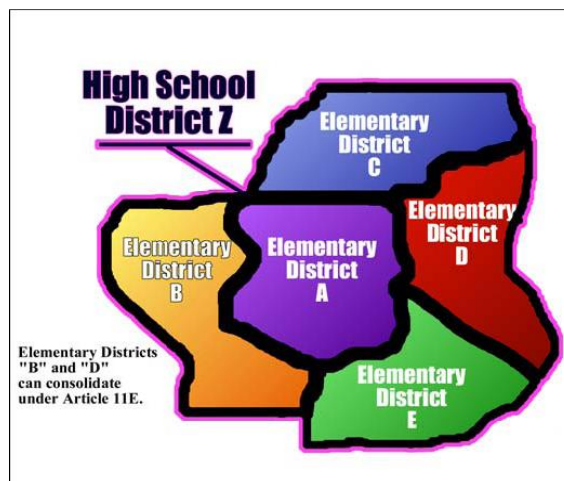 High School
District Z
Elementary
District
C
Elementary
District
D
Elementary
District
B
Elementary
District
A
Elementary Districts
"B" and "D"
can consolidate
under Article 11E.
Elementary
District
E